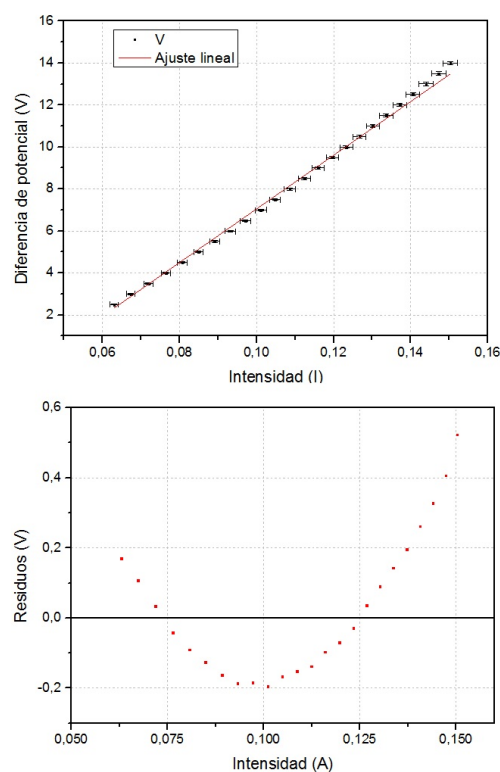 16
14
12
10
8
6
4
2
Diferencia de potencial (V)
V
Ajuste lineal
0,06 0,08 0,10 0,12 0,14 0,16
Intensidad (I)
0,6
0,4
0,2
0,0
-0,2
Residuos (V)
0,050 0,075 0,100 0,125 0,150
Intensidad (A)